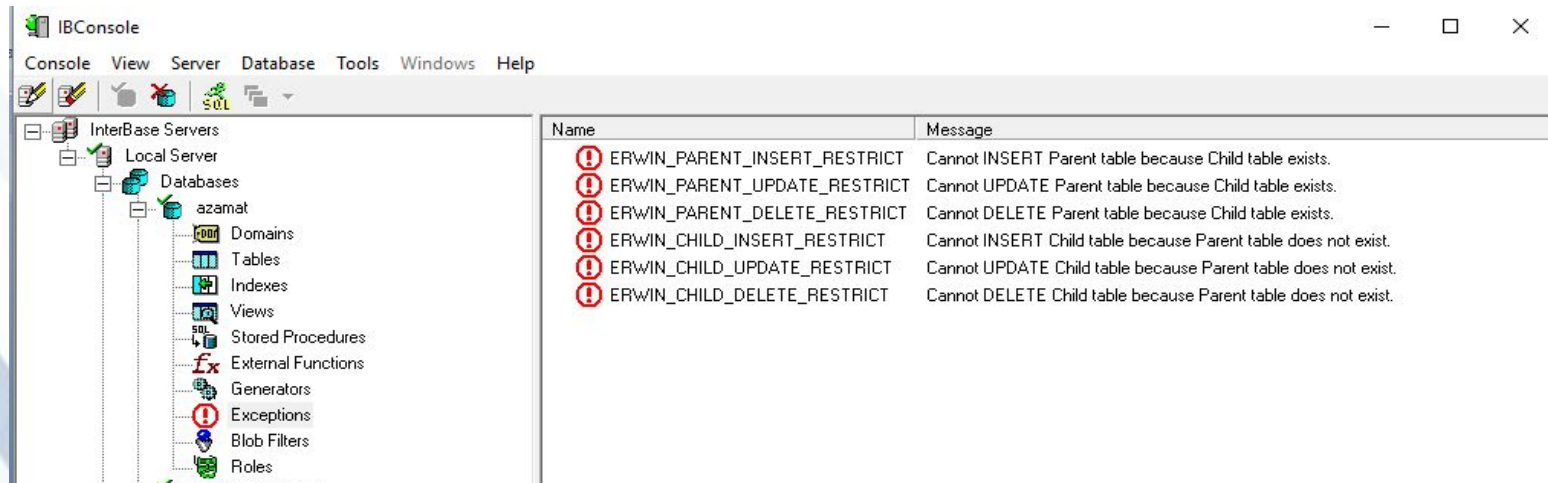 IBConsole
Console View Server Database Tools Windows Help
SQL
InterBase Servers
Local Server
Databases
azamat
Domains
Tables
Indexes
Views
Stored Procedures
External Functions
Generators
Exceptions
Blob Filters
Roles
Name Message
ERWIN_PARENT_INSERT_RESTRICT Cannot INSERT Parent table because Child table exists.
ERWIN_PARENT_UPDATE_RESTRICT Cannot UPDATE Parent table because Child table exists.
ERWIN_PARENT_DELETE_RESTRICT Cannot DELETE Parent table because Child table exists.
ERWIN_CHILD_INSERT_RESTRICT Cannot INSERT Child table because Parent table does not exist.
ERWIN_CHILD_UPDATE_RESTRICT Cannot UPDATE Child table because Parent table does not exist.
ERWIN_CHILD_DELETE_RESTRICT Cannot DELETE Child table because Parent table does not exist.